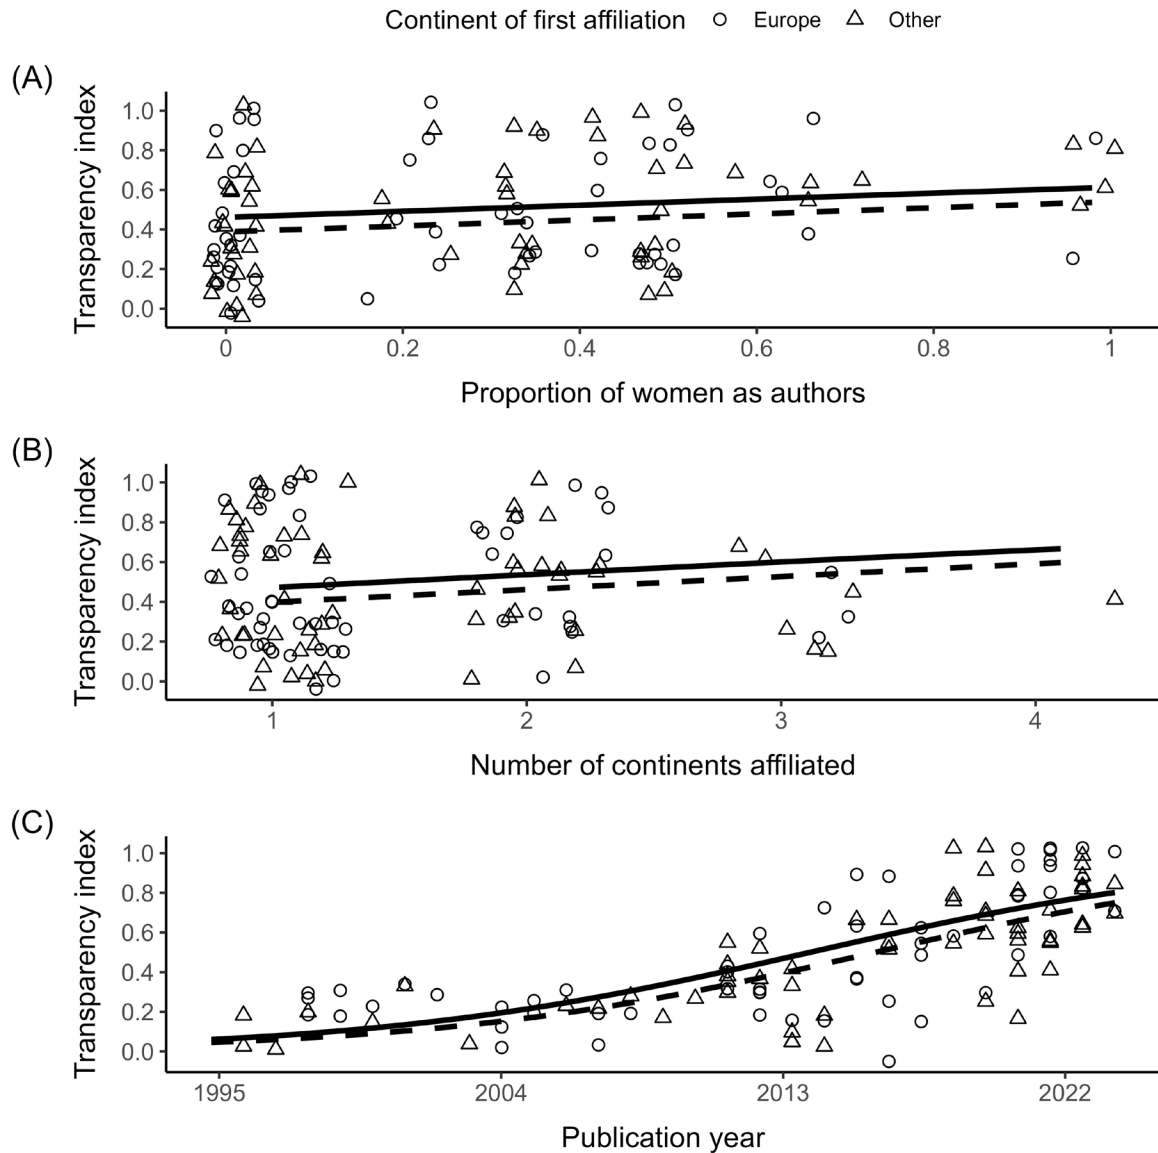 Continent of first affiliation Europe Other
(A)
Transparency index
1.0
0.8
0.6
0.4
0.2
0.0
0 0.2 0.4 0.6 0.8 1
Proportion of women as authors
(B)
Transparency index
1.0
0.8
0.6
0.4
0.2
0.0
1 2 3 4
Number of continents affiliated
(C)
Transparency index
1.0
0.8
0.6
0.4
0.2
0.0
1995 2004 2013 2022
Publication year